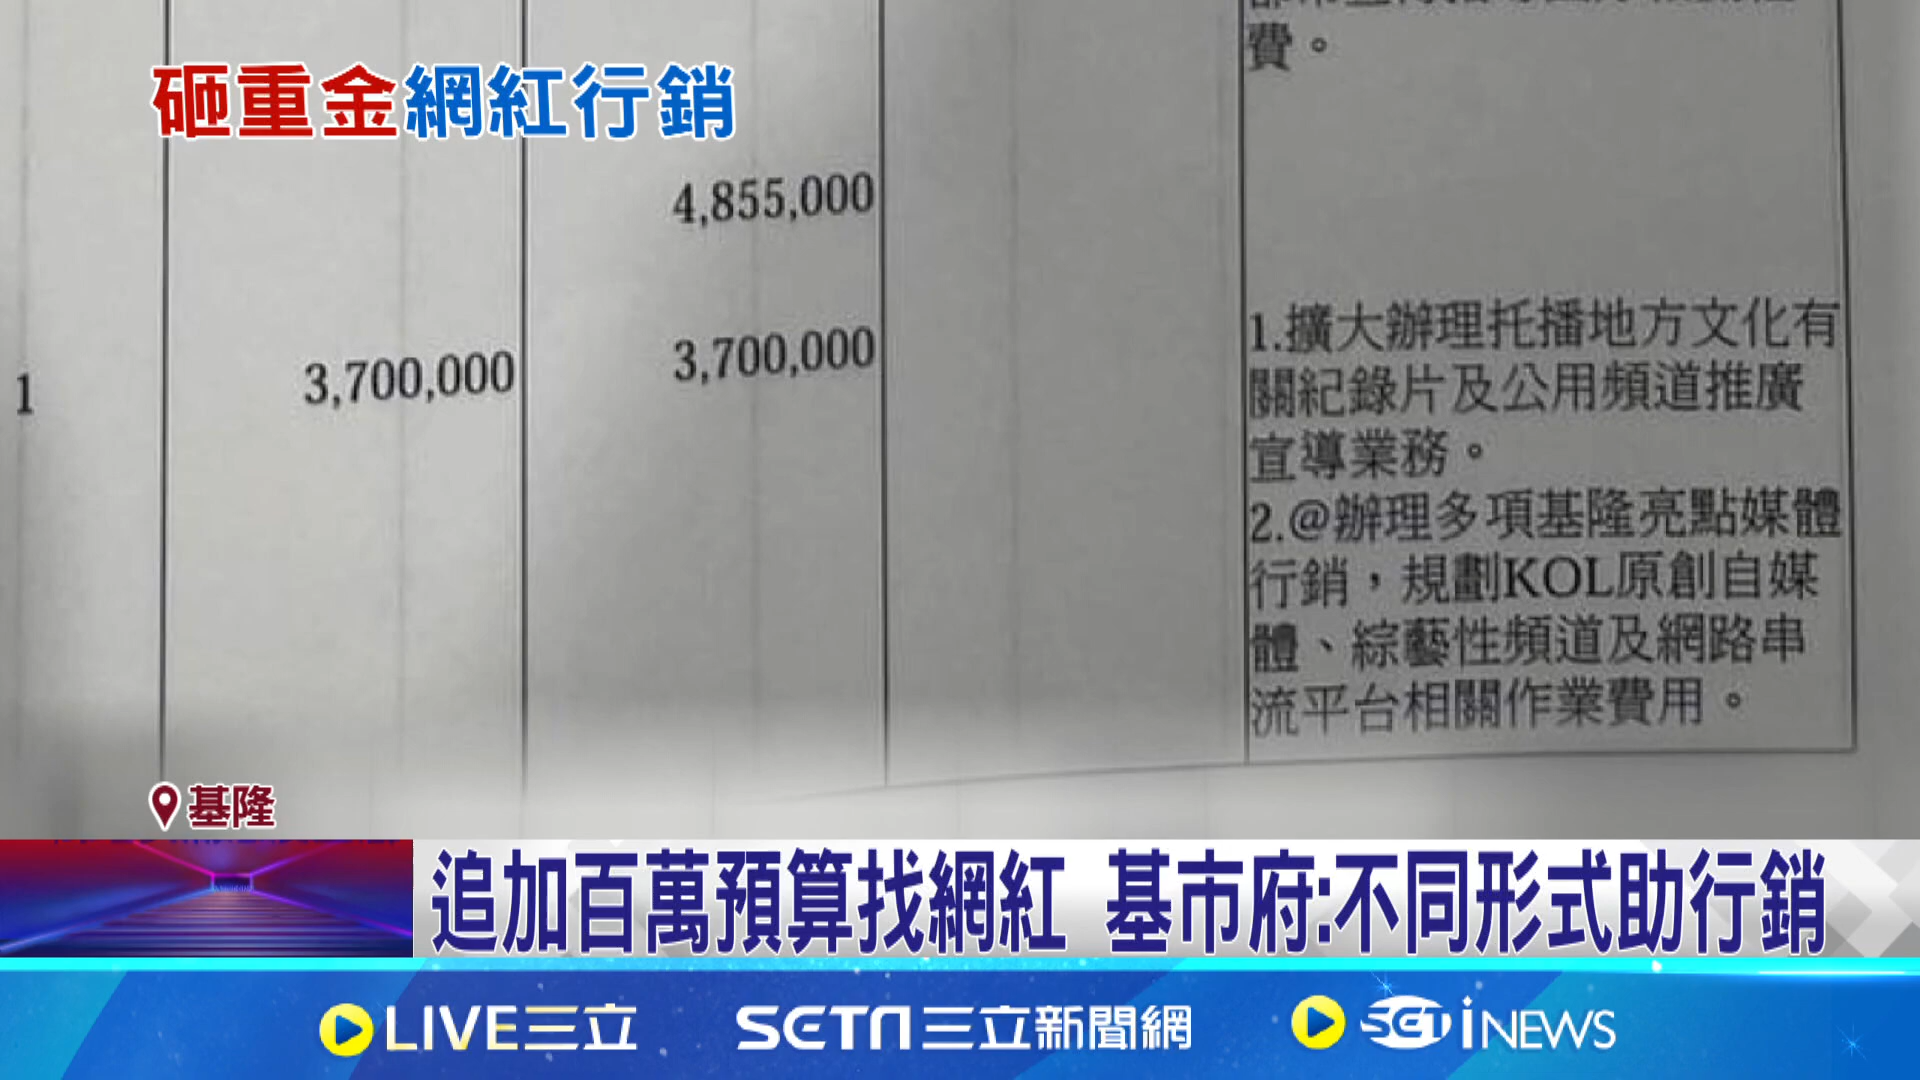 費。
砸重金網紅行銷
4,855,000
1
3,700,000
3,700,000
1.擴大辦理托播地方文化有
關紀錄片及公用頻道推廣
宣導業務。
2.@辦理多項基隆亮點媒體
行銷，規劃KOL原創自媒
體、綜藝性頻道及網路串
流平台相關作業費用。
基隆
追加百萬預算找網紅 基市府:不同形式助行銷
LIVE三立
SETN三立新聞網
SET iNEWS